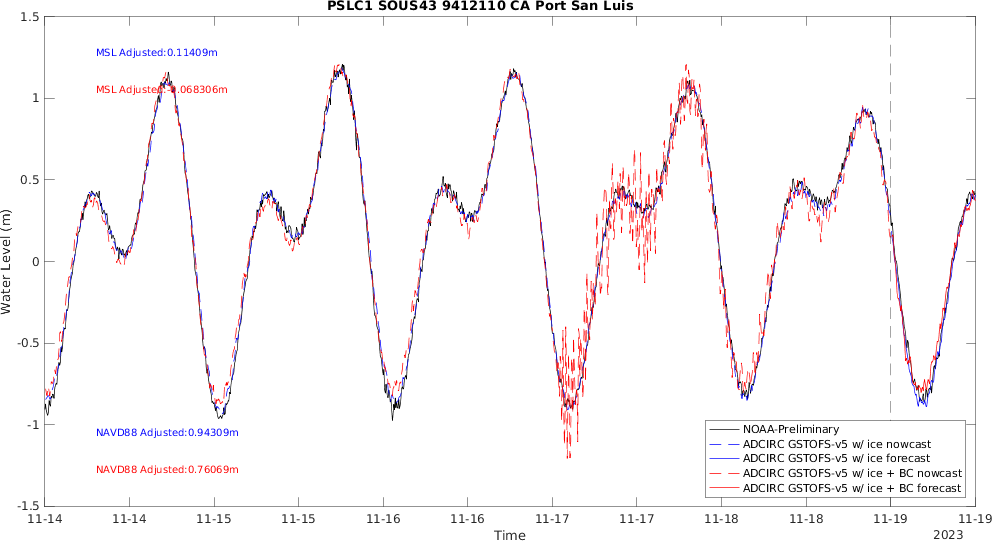 PSLC1 SOUS43 9412110 CA Port San Luis
1.5
1
0.5
0
-0.5
-1
-1.5
Water Level (m)
MSL Adjusted:0.11409m
MSL Adjusted:-0.068306m
NAVD88 Adjusted:0.94309m
NAVD88 Adjusted:0.76069m
NOAA-Preliminary
ADCIRC GSTOFS-v5 w/ ice nowcast
ADCIRC GSTOFS-v5 w/ ice forecast
ADCIRC GSTOFS-v5 w/ ice + BC nowcast
ADCIRC GSTOFS-v5 w/ ice + BC forecast
11-14 11-14 11-15 11-15 11-16 11-16 11-17 11-17 11-18 11-18 11-19 11-19
Time
2023